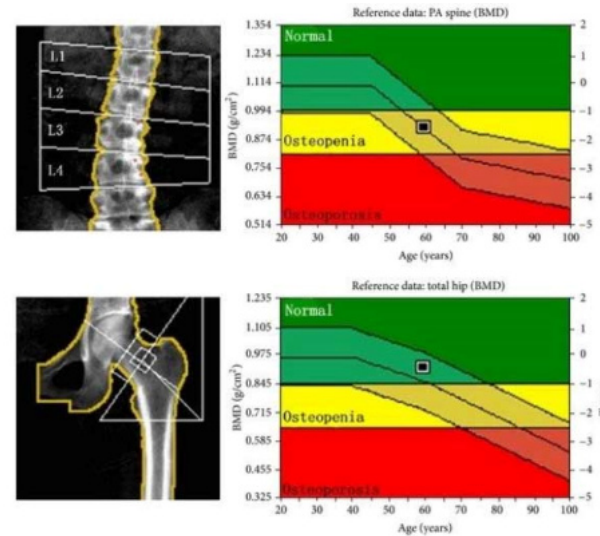 L1
L2
L3
L4
Reference data: PA spine (BMD)
BMD (g/cm²)
1.354
1.234
1.114
0.994
0.874
0.754
0.634
0.514
Normal
Osteopenia
Osteoporosis
2
1
0
−1
−2
−3
−4
−5
20 30 40 50 60 70 80 90 100
Age (years)
Reference data: total hip (BMD)
BMD (g/cm²)
1.235
1.105
0.975
0.845
0.715
0.585
0.455
0.325
Normal
Osteopenia
Osteoporosis
2
1
0
−1
−2
−3
−4
−5
20 30 40 50 60 70 80 90 100
Age (years)